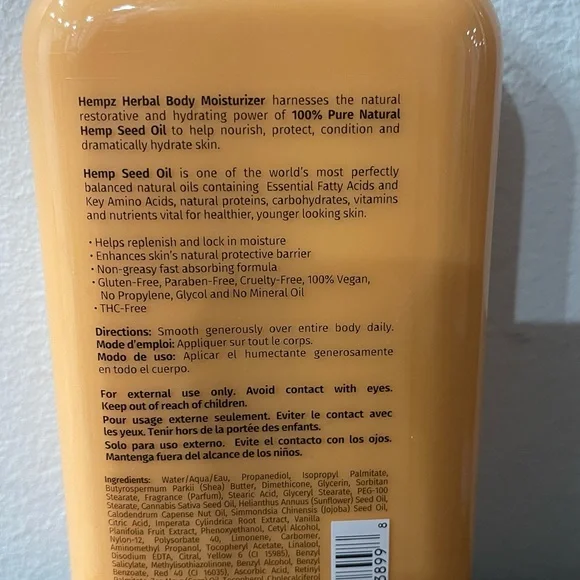 Hempz Herbal Body Moisturizer harnesses the natural
restorative and hydrating power of 100% Pure Natural
Hemp Seed Oil to help nourish, protect, condition and
dramatically hydrate skin.
Hemp Seed Oil is one of the world's most perfectly
balanced natural oils containing Essential Fatty Acids and
Key Amino Acids, natural proteins, carbohydrates, vitamins
and nutrients vital for healthier, younger looking skin.
• Helps replenish and lock in moisture
• Enhances skin's natural protective barrier
• Non-greasy fast absorbing formula
• Gluten-Free, Paraben-Free, Cruelty-Free, 100% Vegan,
No Propylene, Glycol and No Mineral Oil
• THC-Free
Directions: Smooth generously over entire body daily.
Mode d'emploi: Appliquer sur tout le corps.
Modo de uso: Aplicar el humectante generosamente
en todo el cuerpo.
For external use only. Avoid contact with eyes.
Keep out of reach of children.
Pour usage externe seulement. Eviter le contact avec
les yeux. Tenir hors de la portée des enfants.
Solo para uso externo. Evite el contacto con los ojos.
Mantenga fuera del alcance de los niños.
Ingredients: Water/Aqua/Eau, Propanediol, Isopropyl Palmitate,
Butyrospermum Parkii (Shea) Butter, Dimethicone, Glycerin, Sorbitan
Stearate, Fragrance (Parfum), Stearic Acid, Glyceryl Stearate, PEG-100
Stearate, Cannabis Sativa Seed Oil, Helianthus Annuus (Sunflower) Seed Oil,
Calodendrum Capense Nut Oil, Simmondsia Chinensis (Jojoba) Seed Oil,
Citric Acid, Imperata Cylindrica Root Extract, Vanilla
Planifolia Fruit Extract, Phenoxyethanol, Cetyl Alcohol,
Nylon-12, Polysorbate 40, Limonene, Carbomer,
Aminomethyl Propanol, Tocopheryl Acetate, Linalool,
Disodium EDTA, Citral, Yellow 6 (CI 15985), Benzyl
Salicylate, Methylisothiazolinone, Benzyl Alcohol, Benzyl
Benzoate, Red 40 (CI 16035), Ascorbic Acid, Retinyl
8